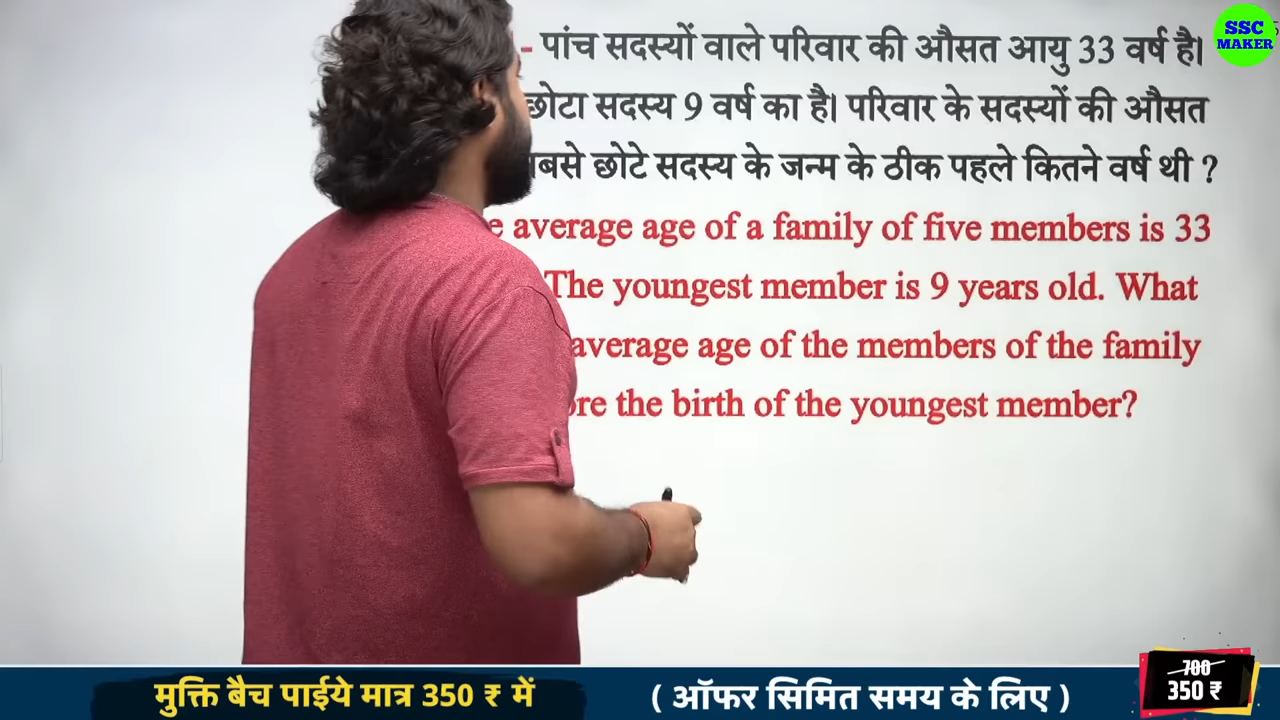 - पांच सदस्यों वाले परिवार की औसत आयु 33 वर्ष है।
छोटा सदस्य 9 वर्ष का है। परिवार के सदस्यों की औसत
छोटे सदस्य के जन्म के ठीक पहले कितने वर्ष थी ?
average age of a family of five members is 33
The youngest member is 9 years old. What
average age of the members of the family
the birth of the youngest member?
SSC
MAKER
मुक्ति बैच पाईये मात्र 350 ₹ में
( ऑफर सिमित समय के लिए )
700
350 ₹